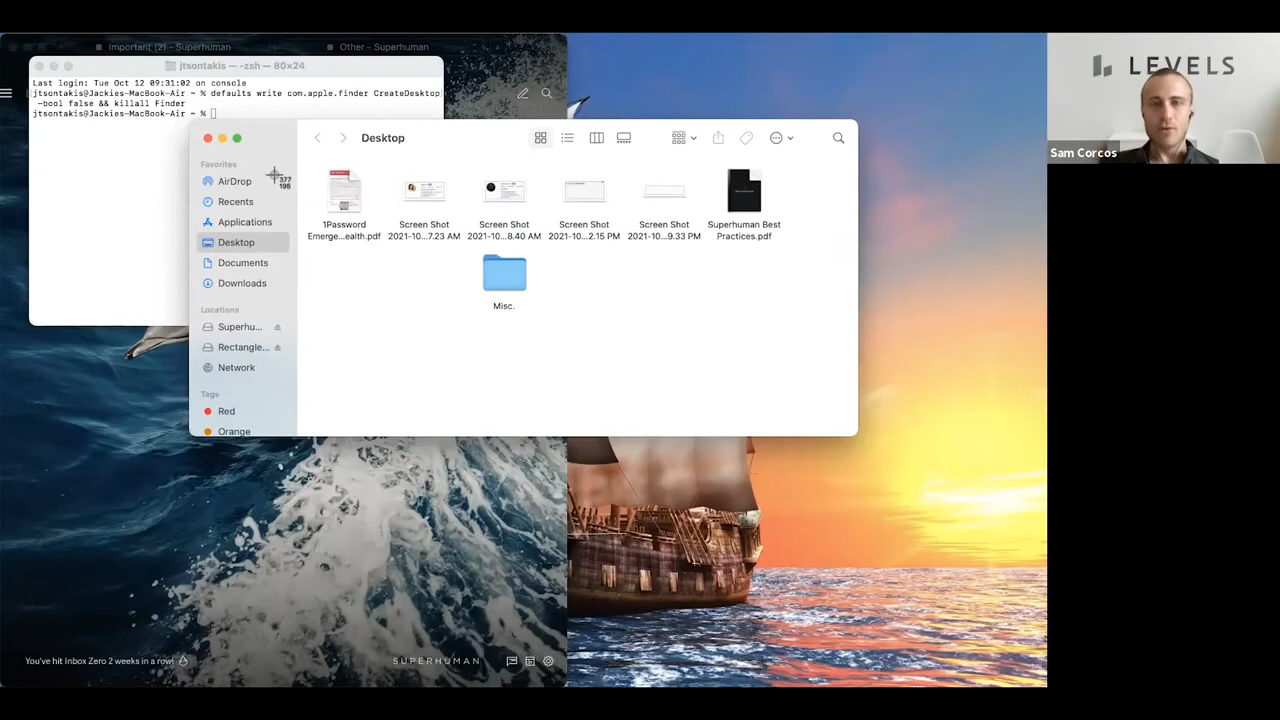 Important (2) – Superhuman
Other – Superhuman
jtsontakis — -zsh — 80×24
Last login: Tue Oct 12 09:31:02 on console
jtsontakis@Jackies-MacBook-Air ~ % defaults write com.apple.finder CreateDesktop
-bool false && killall Finder
jtsontakis@Jackies-MacBook-Air ~ %
Desktop
Favorites
AirDrop
Recents
Applications
Desktop
Documents
Downloads
Locations
Superhu...
Rectangle...
Network
Tags
Red
Orange
377
195
1Password
Emerge...ealth.pdf
Screen Shot
2021-10...7.23 AM
Screen Shot
2021-10...8.40 AM
Screen Shot
2021-10...2.15 PM
Screen Shot
2021-10...9.33 PM
Superhuman Best
Practices.pdf
Misc.
You've hit Inbox Zero 2 weeks in a row!
SUPERHUMAN
LEVELS
Sam Corcos